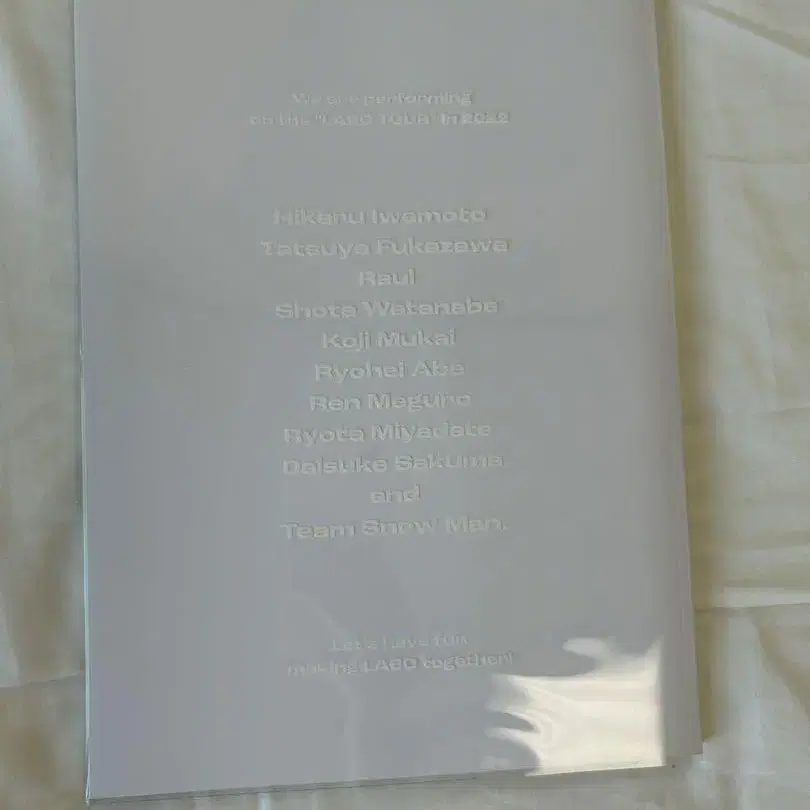 We are performing
on the "LABO TOUR" in 2022
Hikaru Iwamoto
Tatsuya Fukazawa
Raul
Shota Watanabe
Koji Mukai
Ryohei Abe
Ren Meguro
Ryota Miyadate
Daisuke Sakuma
and
Team Snow Man.
Let's have fun
making LABO together!